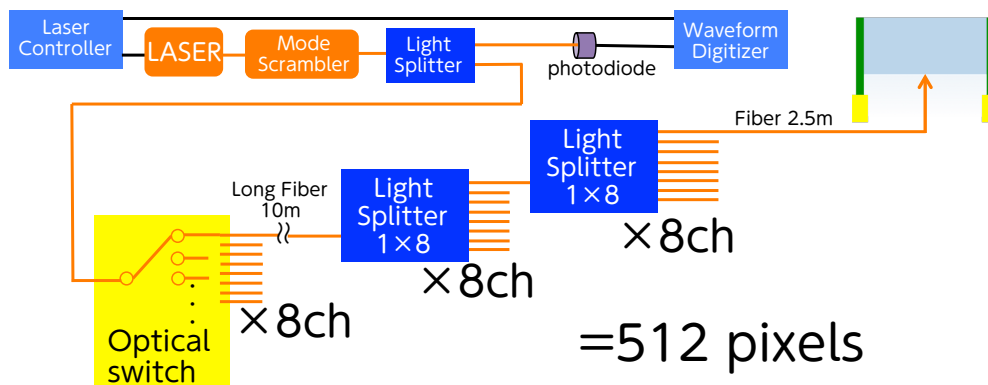 Laser
Controller
LASER
Mode
Scrambler
Light
Splitter
photodiode
Waveform
Digitizer
Fiber 2.5m
Light
Splitter
1×8
×8ch
Long Fiber
10m
Light
Splitter
1×8
×8ch
×8ch
Optical
switch
=512 pixels